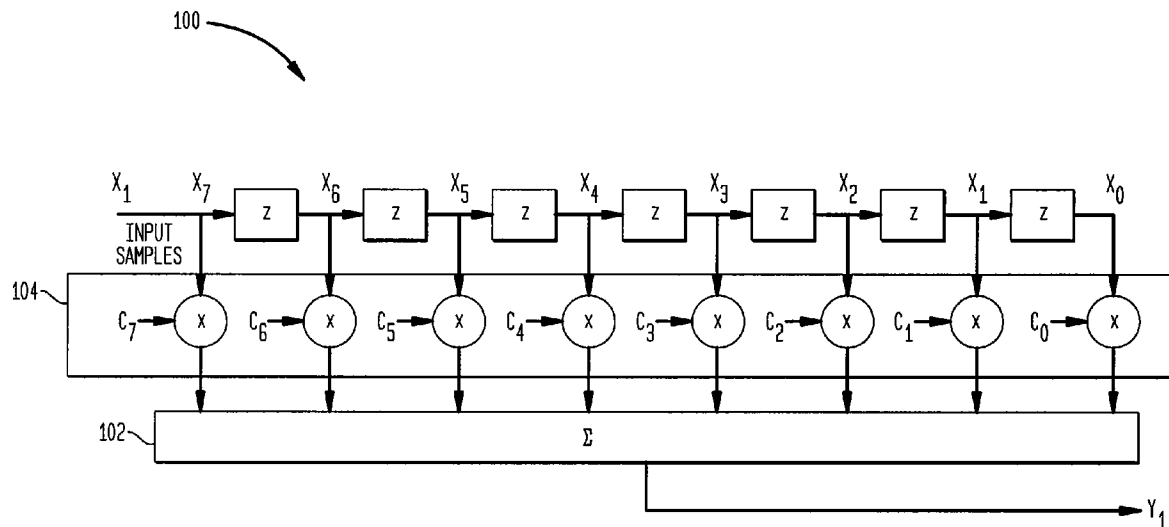 100
X₁ X₇ X₆ X₅ X₄ X₃ X₂ X₁ X₀
Z Z Z Z Z Z Z
INPUT
SAMPLES
104
C₇ X C₆ X C₅ X C₄ X C₃ X C₂ X C₁ X C₀ X
102
Σ
Y₁